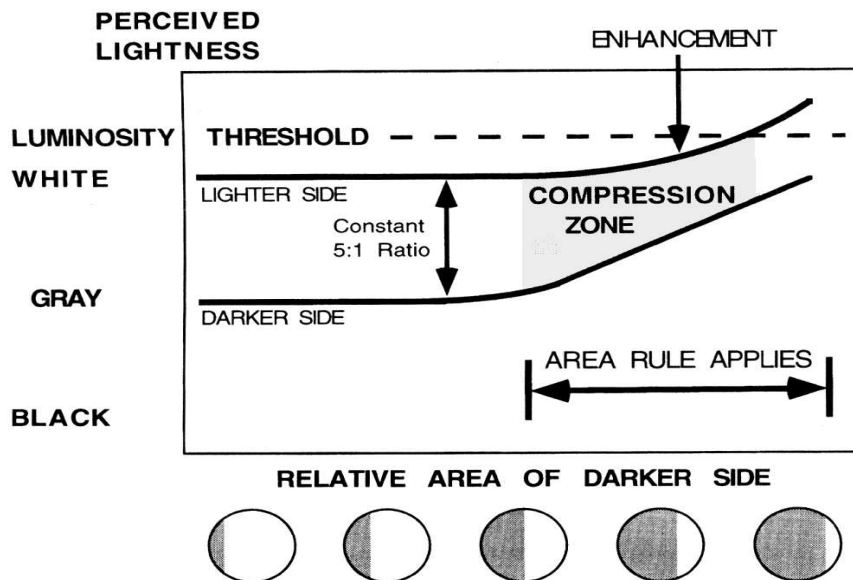 PERCEIVED
LIGHTNESS
ENHANCEMENT
LUMINOSITY THRESHOLD
WHITE
LIGHTER SIDE
COMPRESSION
ZONE
Constant
5:1 Ratio
GRAY
DARKER SIDE
AREA RULE APPLIES
BLACK
RELATIVE AREA OF DARKER SIDE